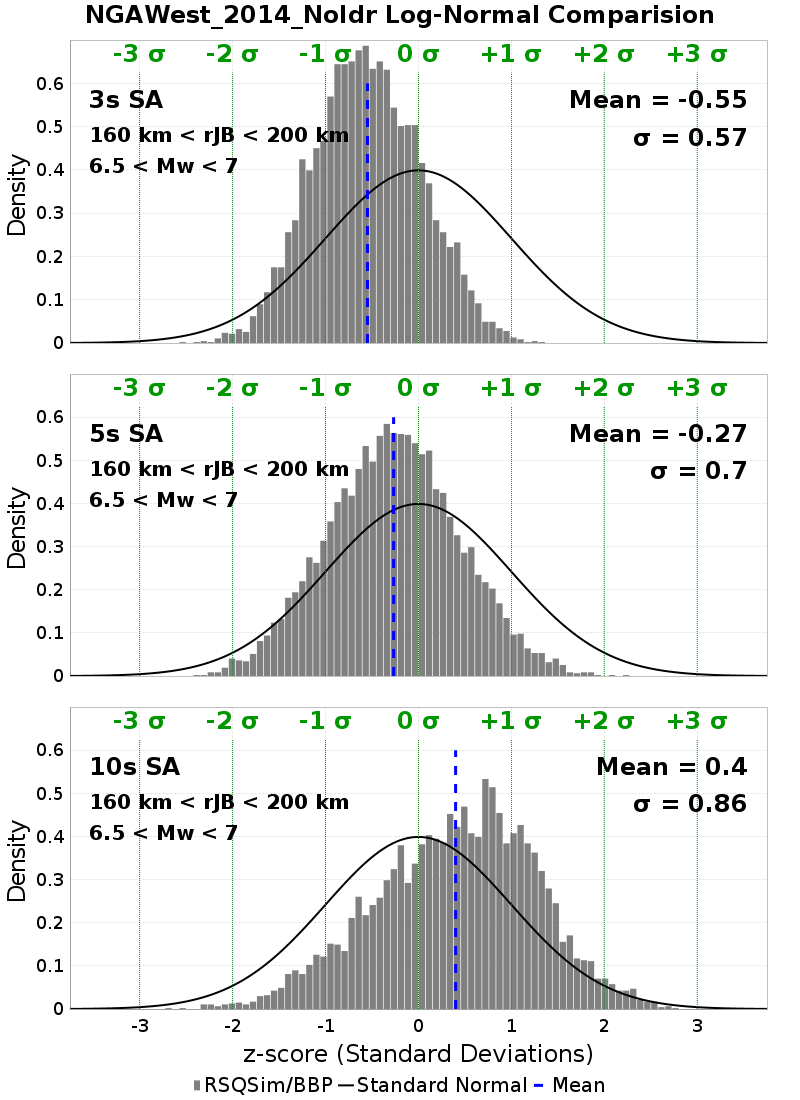 NGAWest_2014_NoIdr Log-Normal Comparision
-3 σ -2 σ -1 σ 0 σ +1 σ +2 σ +3 σ
3s SA
160 km < rJB < 200 km
6.5 < Mw < 7
Mean = -0.55
σ = 0.57
Density
0.6
0.5
0.4
0.3
0.2
0.1
0
-3 σ -2 σ -1 σ 0 σ +1 σ +2 σ +3 σ
5s SA
160 km < rJB < 200 km
6.5 < Mw < 7
Mean = -0.27
σ = 0.7
Density
0.6
0.5
0.4
0.3
0.2
0.1
0
-3 σ -2 σ -1 σ 0 σ +1 σ +2 σ +3 σ
10s SA
160 km < rJB < 200 km
6.5 < Mw < 7
Mean = 0.4
σ = 0.86
Density
0.6
0.5
0.4
0.3
0.2
0.1
0
-3 -2 -1 0 1 2 3
z-score (Standard Deviations)
RSQSim/BBP Standard Normal Mean